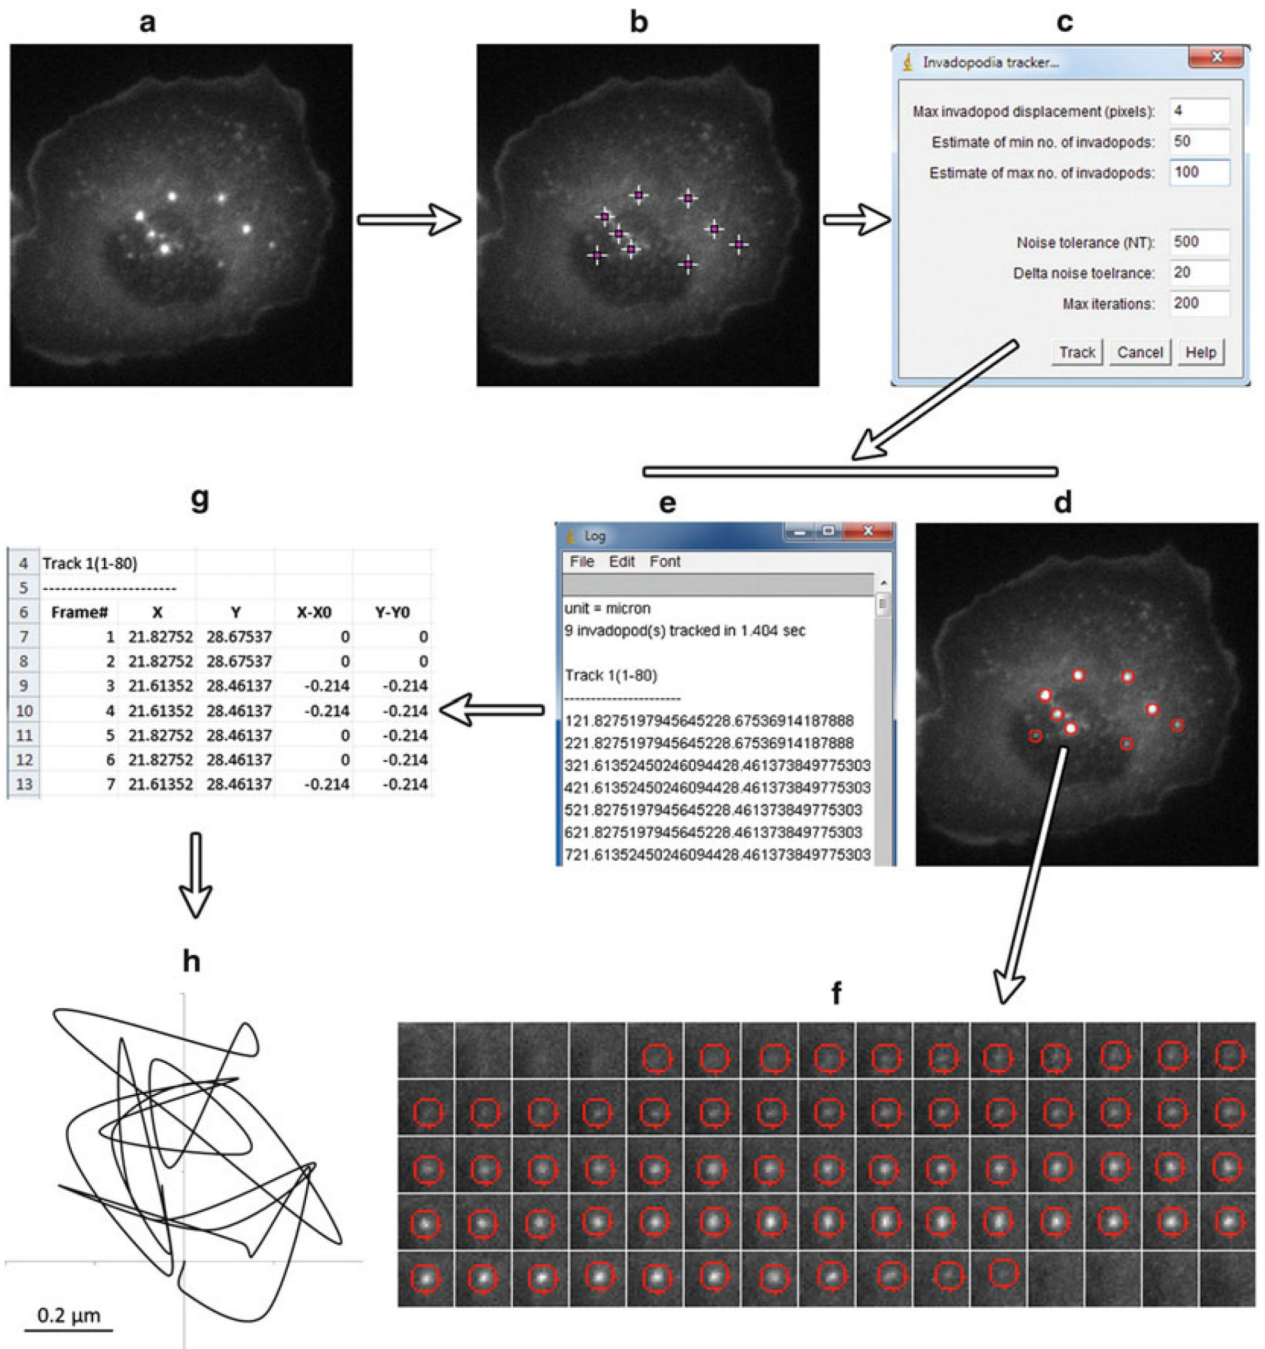 a
b
c
Invadopodia tracker...
Max invadopod displacement (pixels): 4
Estimate of min no. of invadopods: 50
Estimate of max no. of invadopods: 100
Noise tolerance (NT): 500
Delta noise toelrance: 20
Max iterations: 200
Track Cancel Help
g
4 Track 1(1-80)
5 ----------------------
6 Frame# X Y X-X0 Y-Y0
7 1 21.82752 28.67537 0 0
8 2 21.82752 28.67537 0 0
9 3 21.61352 28.46137 -0.214 -0.214
10 4 21.61352 28.46137 -0.214 -0.214
11 5 21.82752 28.46137 0 -0.214
12 6 21.82752 28.46137 0 -0.214
13 7 21.61352 28.46137 -0.214 -0.214
e
Log
File Edit Font
unit = micron
9 invadopod(s) tracked in 1.404 sec
Track 1(1-80)
----------------------
121.8275197945645228.67536914187888
221.8275197945645228.67536914187888
321.61352450246094428.461373849775303
421.61352450246094428.461373849775303
521.8275197945645228.461373849775303
621.8275197945645228.461373849775303
721.61352450246094428.461373849775303
d
h
0.2 µm
f